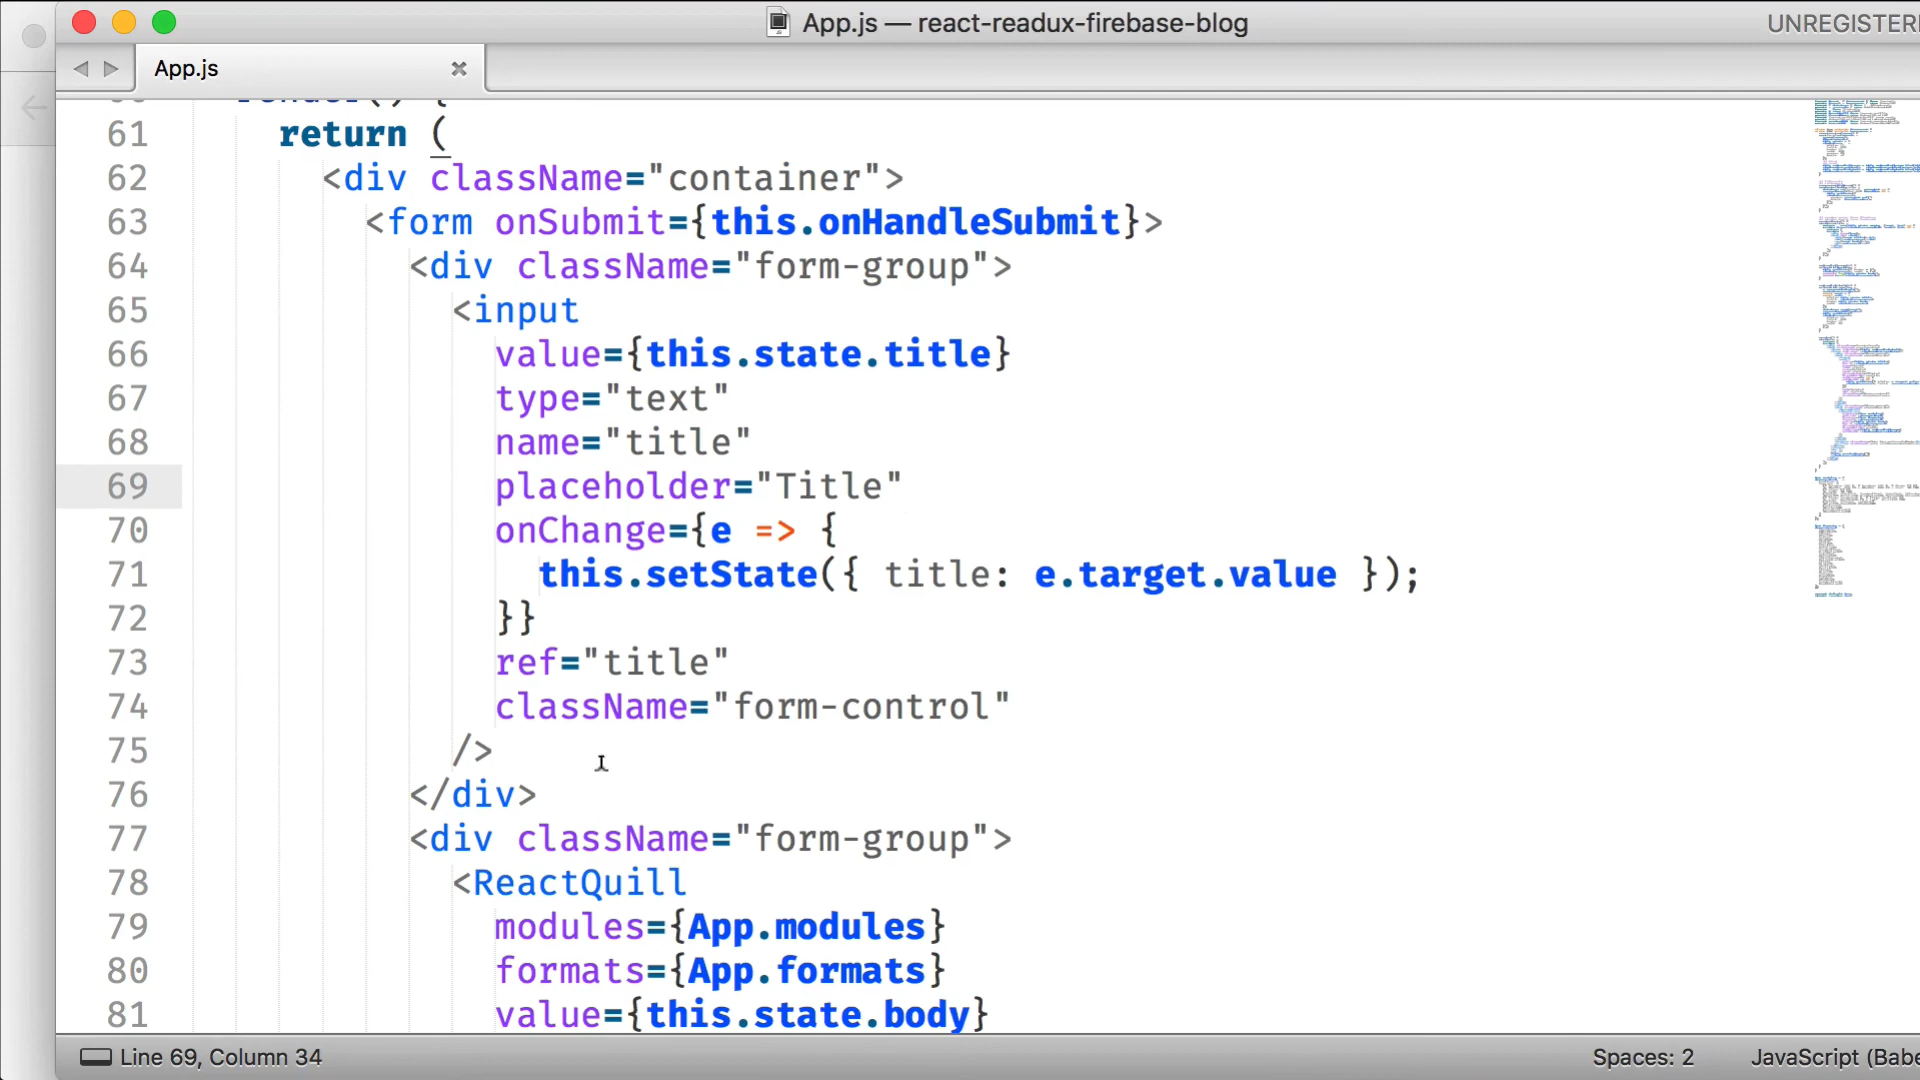 App.js — react-readux-firebase-blog
UNREGISTERE
App.js
render() {
61 return (
62 <div className="container">
63 <form onSubmit={this.onHandleSubmit}>
64 <div className="form-group">
65 <input
66 value={this.state.title}
67 type="text"
68 name="title"
69 placeholder="Title"
70 onChange={e => {
71 this.setState({ title: e.target.value });
72 }}
73 ref="title"
74 className="form-control"
75 />
76 </div>
77 <div className="form-group">
78 <ReactQuill
79 modules={App.modules}
80 formats={App.formats}
81 value={this.state.body}
Line 69, Column 34
Spaces: 2
JavaScript (Babe